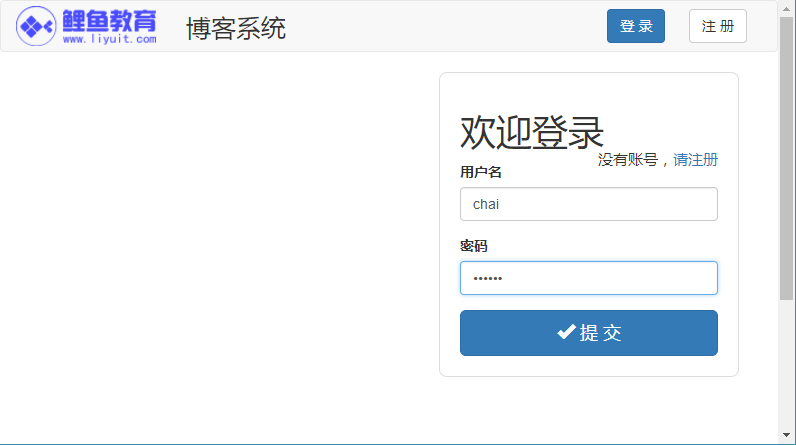 鲤鱼教育
www.liyuit.com
博客系统
登 录
注 册
欢迎登录
没有账号，请注册
用户名
chai
密码
••••••
提 交